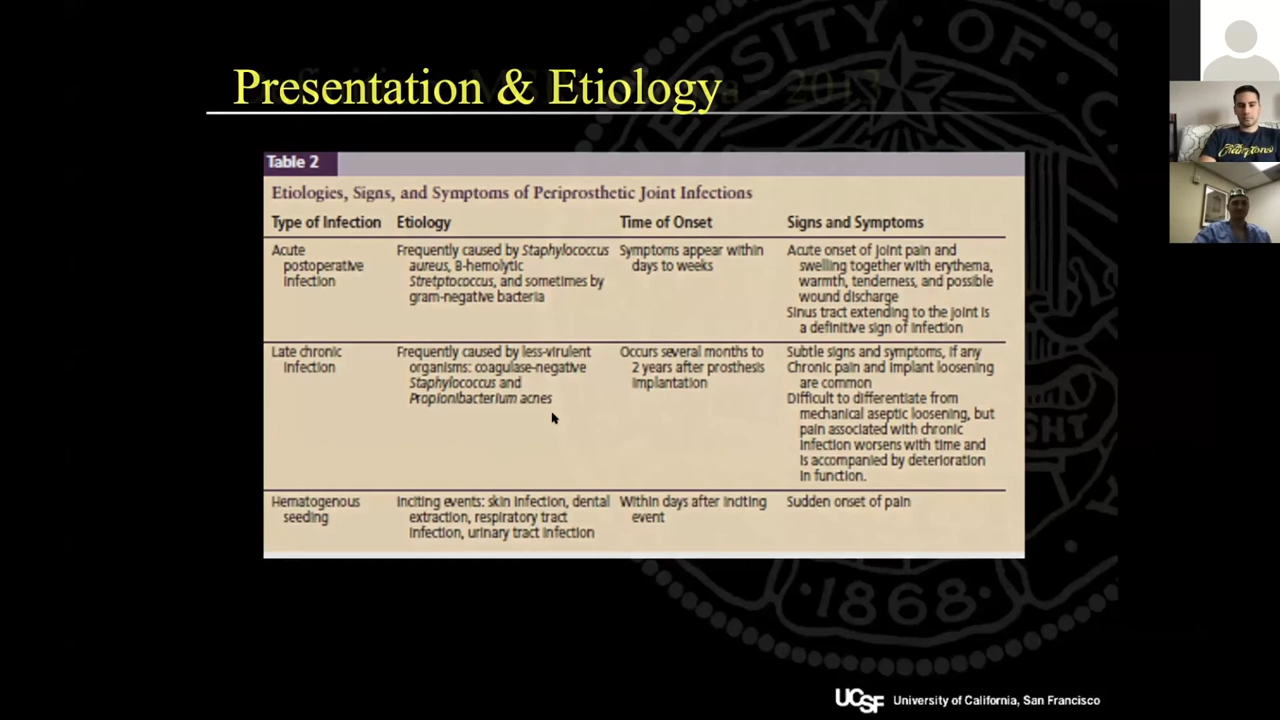 Presentation & Etiology
Table 2
Etiologies, Signs, and Symptoms of Periprosthetic Joint Infections
Type of Infection Etiology Time of Onset Signs and Symptoms
Acute
postoperative
infection
Frequently caused by Staphylococcus
aureus, B-hemolytic
Stretptococcus, and sometimes by
gram-negative bacteria
Symptoms appear within
days to weeks
Acute onset of joint pain and
swelling together with erythema,
warmth, tenderness, and possible
wound discharge
Sinus tract extending to the joint is
a definitive sign of infection
Late chronic
infection
Frequently caused by less-virulent
organisms: coagulase-negative
Staphylococcus and
Propionibacterium acnes
Occurs several months to
2 years after prosthesis
implantation
Subtle signs and symptoms, if any
Chronic pain and implant loosening
are common
Difficult to differentiate from
mechanical aseptic loosening, but
pain associated with chronic
infection worsens with time and
is accompanied by deterioration
in function.
Hematogenous
seeding
Inciting events: skin infection, dental
extraction, respiratory tract
infection, urinary tract infection
Within days after inciting
event
Sudden onset of pain
1868
UCSF University of California, San Francisco